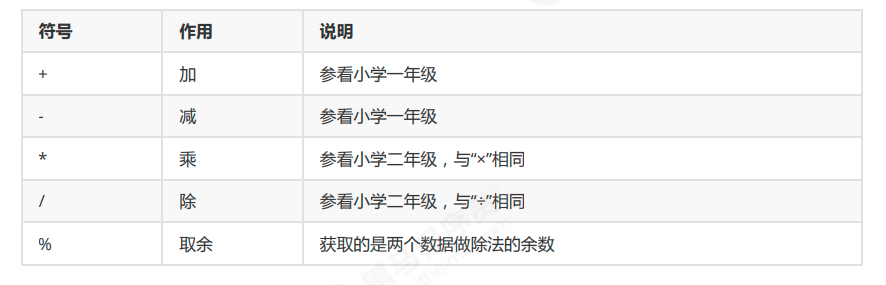 符号 作用 说明
+ 加 参看小学一年级
- 减 参看小学一年级
* 乘 参看小学二年级，与“×”相同
/ 除 参看小学二年级，与“÷”相同
% 取余 获取的是两个数据做除法的余数